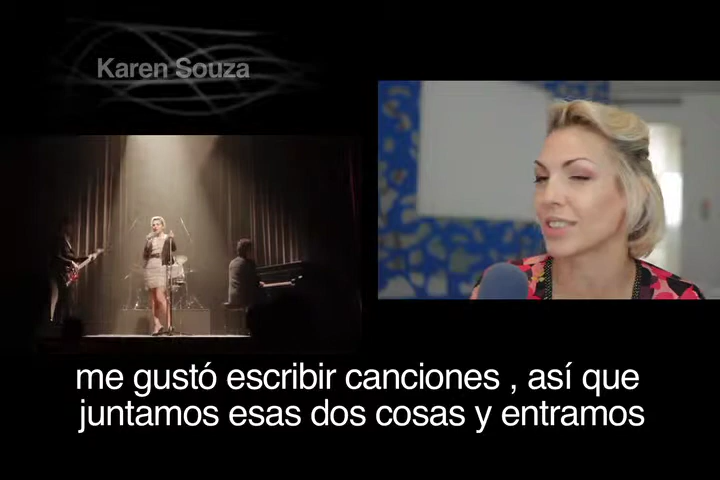 Karen Souza
me gustó escribir canciones , así que
juntamos esas dos cosas y entramos